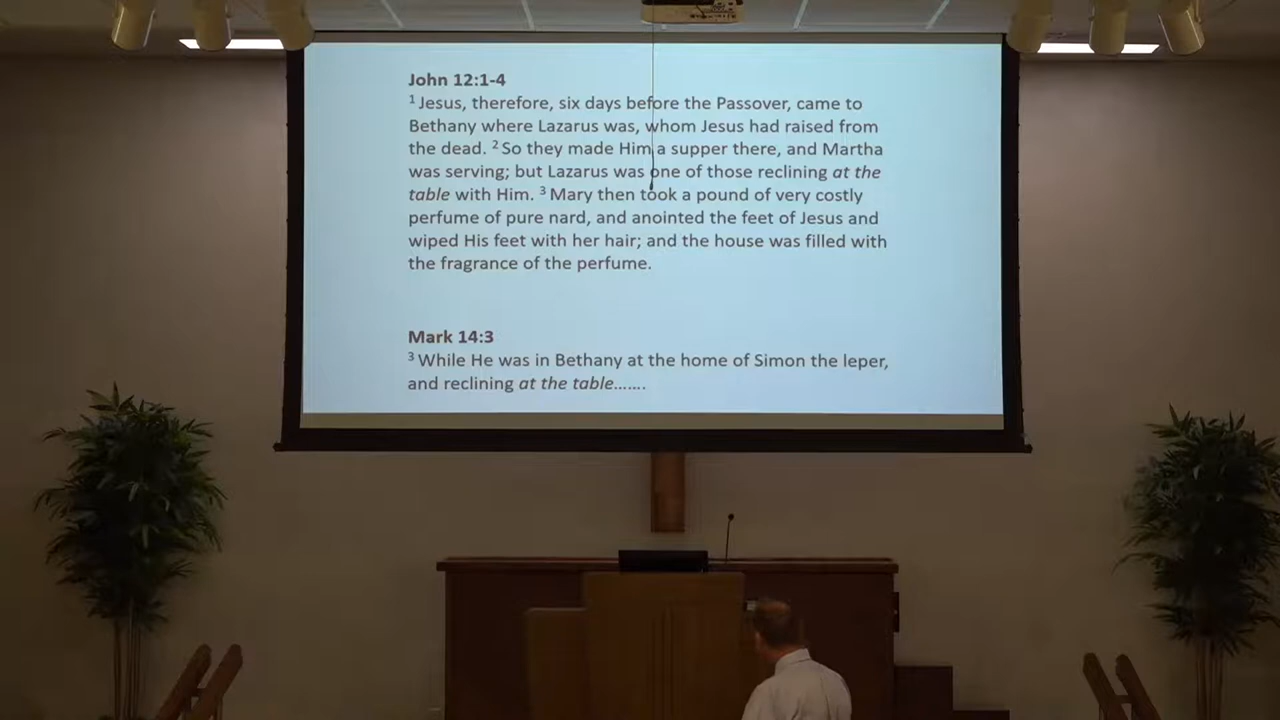 John 12:1-4
1 Jesus, therefore, six days before the Passover, came to
Bethany where Lazarus was, whom Jesus had raised from
the dead. 2 So they made Him a supper there, and Martha
was serving; but Lazarus was one of those reclining at the
table with Him. 3 Mary then took a pound of very costly
perfume of pure nard, and anointed the feet of Jesus and
wiped His feet with her hair; and the house was filled with
the fragrance of the perfume.
Mark 14:3
3 While He was in Bethany at the home of Simon the leper,
and reclining at the table.......